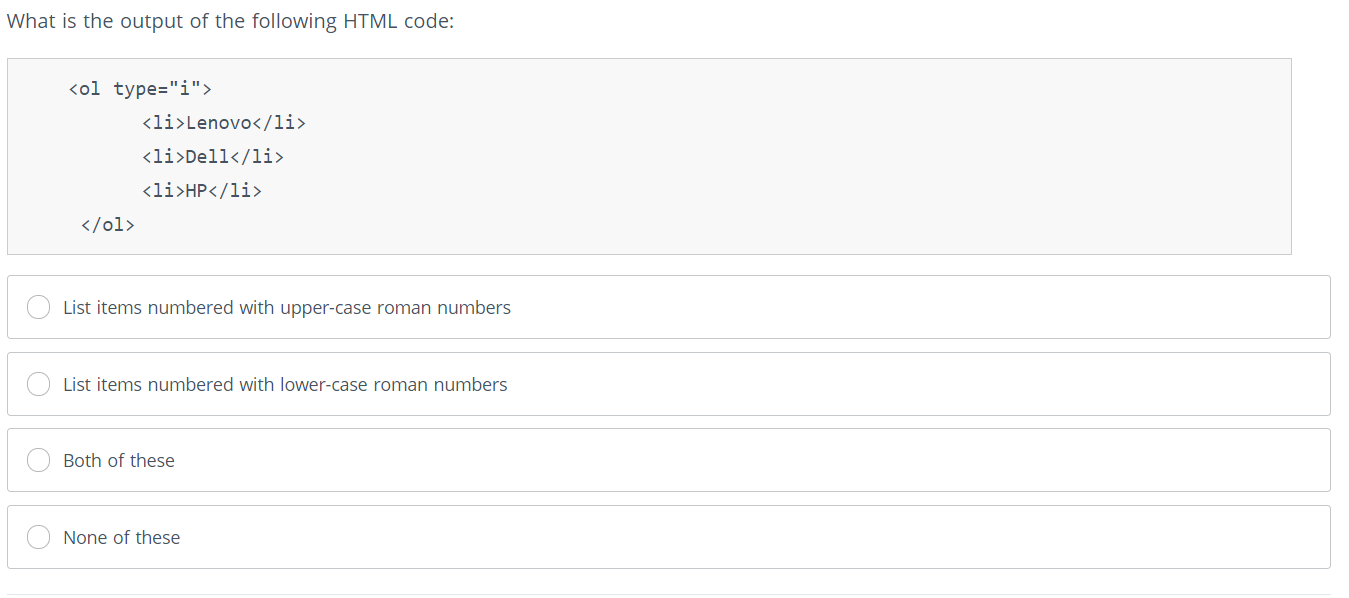 What is the output of the following HTML code:
<ol type="i">
<li>Lenovo</li>
<li>Dell</li>
<li>HP</li>
</ol>
List items numbered with upper-case roman numbers
List items numbered with lower-case roman numbers
Both of these
None of these